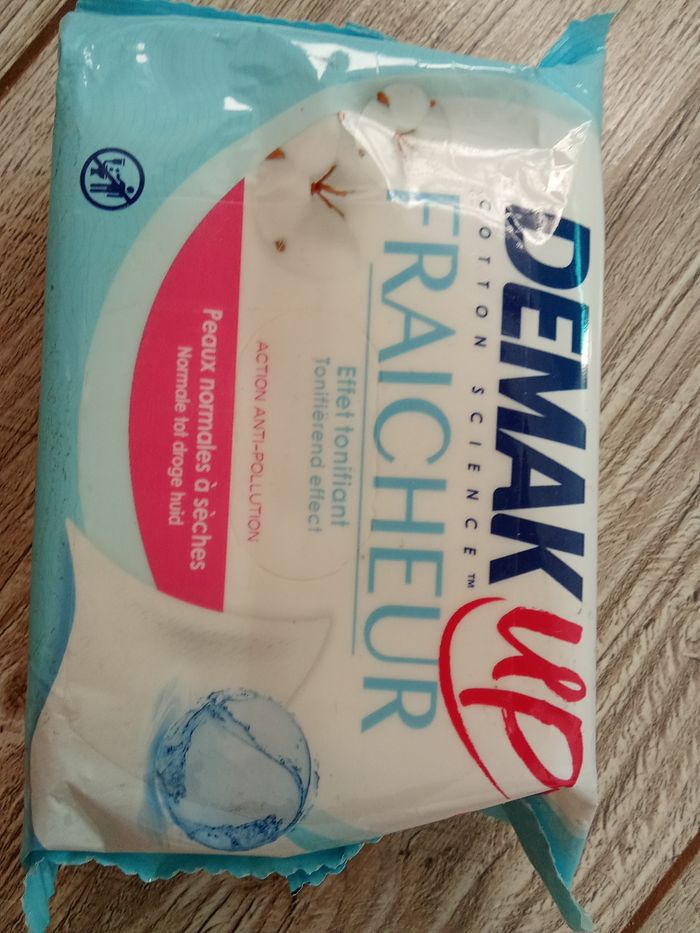 DEMAK up
COTTON SCIENCE™
FRAICHEUR
Effet tonifiant
Tonifiërend effect
ACTION ANTI-POLLUTION
Peaux normales à sèches
Normale tot droge huid